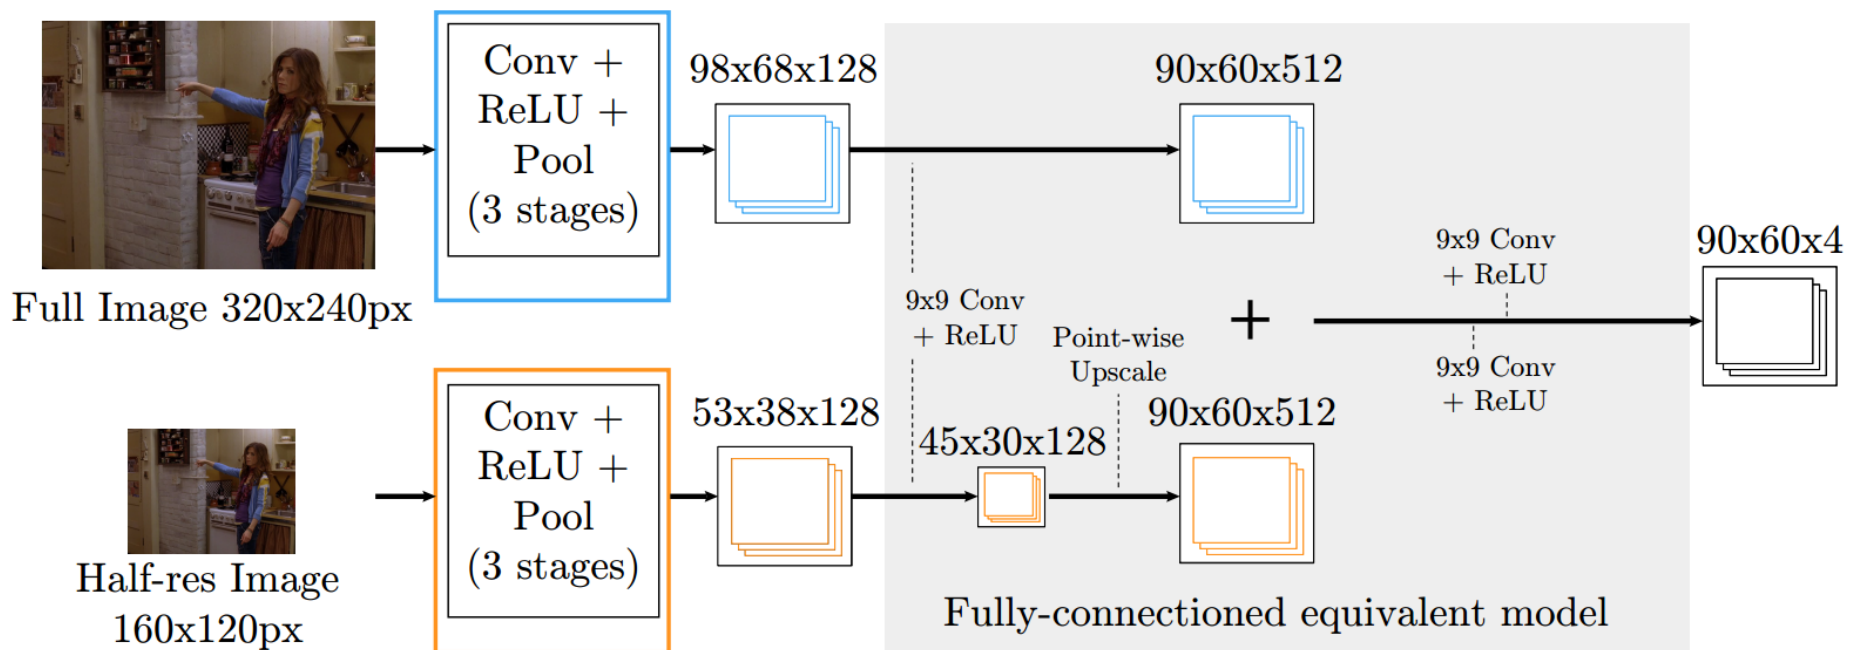 Conv +
ReLU +
Pool
(3 stages)
98x68x128
90x60x512
Full Image 320x240px
9x9 Conv
+ ReLU
Point-wise
Upscale
+
9x9 Conv
+ ReLU
9x9 Conv
+ ReLU
90x60x4
Conv +
ReLU +
Pool
(3 stages)
53x38x128
45x30x128
90x60x512
Half-res Image
160x120px
Fully-connectioned equivalent model